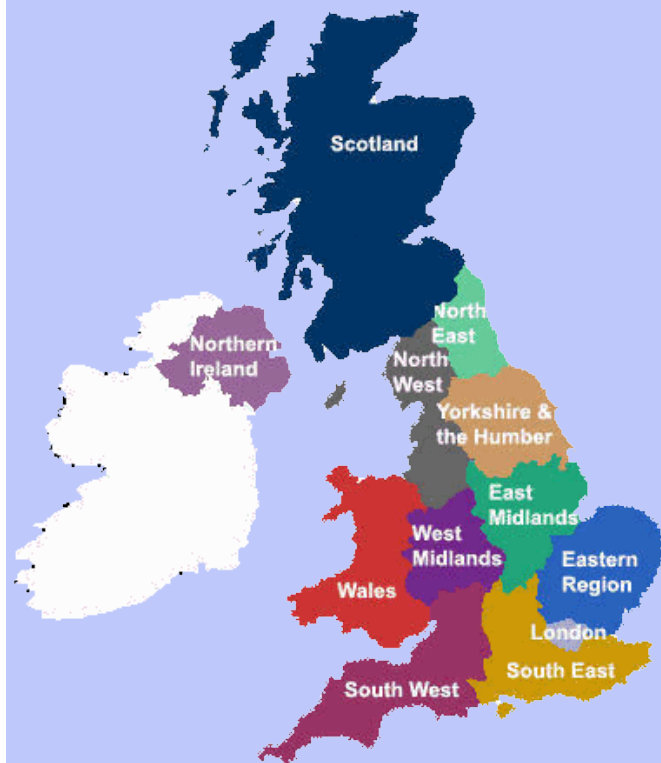 Scotland
North
East
Northern
Ireland
North
West
Yorkshire &
the Humber
East
Midlands
West
Midlands
Eastern
Region
Wales
London
South East
South West